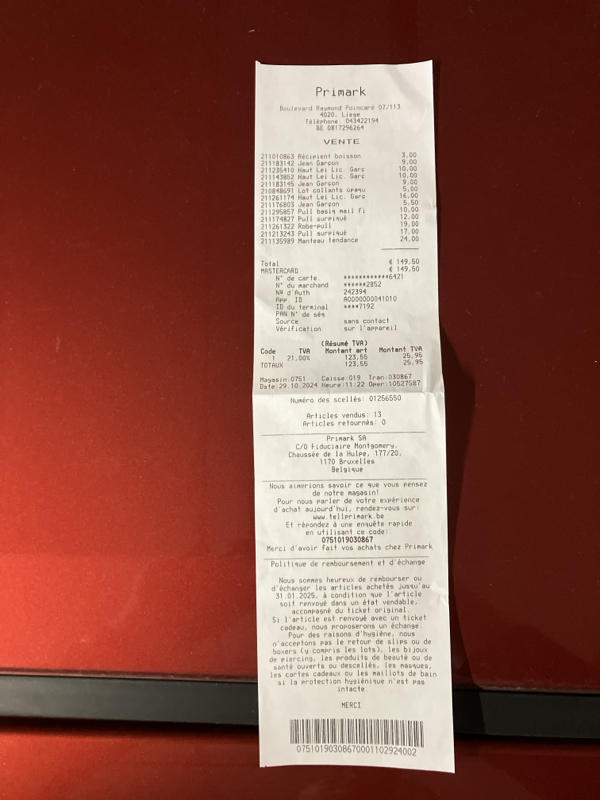 Primark
Boulevard Raymond Poincaré 07/113
4020, Liege
Téléphone: 043422194
BE 0817296264
VENTE
211010863 Récipient boisson 3,00
211183142 Jean Garçon 9,00
211235410 Haut Lei Lic. Garc 10,00
211143852 Haut Lei Lic. Garc 10,00
211183145 Jean Garçon 9,00
210848691 Lot collants opaqu 5,00
211261174 Haut Lei Lic. Garc 16,00
211176803 Jean Garçon 5,50
211295857 Pull basiq mail fi 10,00
211174827 Pull surpiqué 12,00
211261322 Robe-pull 19,00
211213243 Pull surpiqué 17,00
211135989 Manteau tendance 24,00
Total € 149,50
MASTERCARD € 149,50
N° de carte. ************6421
N° du marchand ******2852
N# d'Auth 242394
App. ID A0000000041010
ID du terminal ****7192
PAN N° de séq
Source sans contact
Vérification sur l'appareil
(Résumé TVA)
Code TVA Montant art Montant TVA
1 21,00% 123,55 25,95
TOTAUX 123,55 25,95
Magasin:0751 Caisse:019 Tran:030867
Date:29.10.2024 Heure:11:22 Oper:10527587
Numéro des scellés: 01256550
Articles vendus: 13
Articles retournés: 0
Primark SA
C/O Fiduciaire Montgomery,
Chaussée de la Hulpe, 177/20,
1170 Bruxelles
Belgique
Nous aimerions savoir ce que vous pensez
de notre magasin!
Pour nous parler de votre expérience
d'achat aujourd'hui, rendez-vous sur:
www.tellprimark.be
Et répondez à une enquête rapide
en utilisant ce code:
0751019030867
Merci d'avoir fait vos achats chez Primark
Politique de remboursement et d'échange
Nous sommes heureux de rembourser ou
d'échanger les articles achetés jusqu'au
31.01.2025, à condition que l'article
soit renvoyé dans un état vendable,
accompagné du ticket original.
Si l'article est renvoyé avec un ticket
cadeau, nous proposerons un échange.
Pour des raisons d'hygiène, nous
n'acceptons pas le retour de slips ou de
boxers (y compris les lots), les bijoux
de piercing, les produits de beauté ou de
santé ouverts ou descellés, les masques,
les cartes cadeaux ou les maillots de bain
si la protection hygiénique n'est pas
intacte.
MERCI
07510190308670001102924002